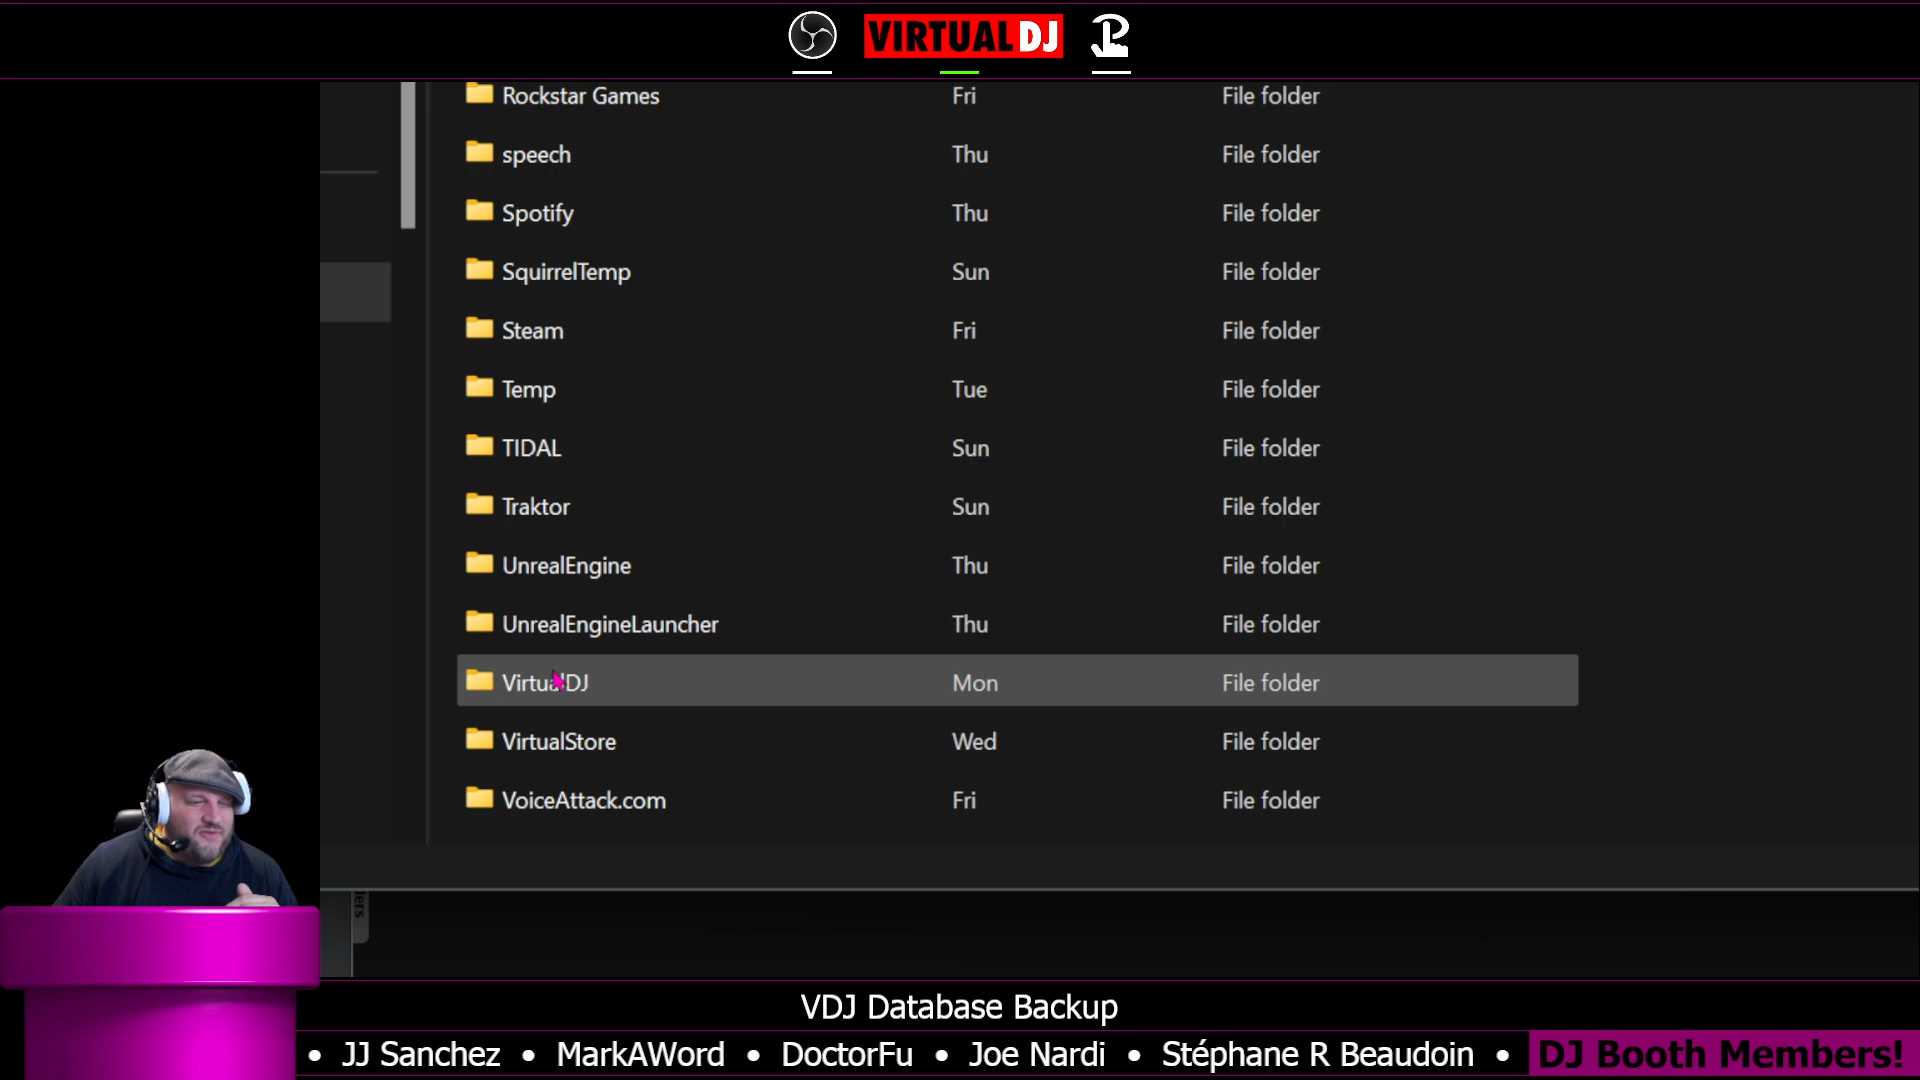 VIRTUALDJ
Rockstar Games Fri File folder
speech Thu File folder
Spotify Thu File folder
SquirrelTemp Sun File folder
Steam Fri File folder
Temp Tue File folder
TIDAL Sun File folder
Traktor Sun File folder
UnrealEngine Thu File folder
UnrealEngineLauncher Thu File folder
VirtualDJ Mon File folder
VirtualStore Wed File folder
VoiceAttack.com Fri File folder
VDJ Database Backup
• JJ Sanchez • MarkAWord • DoctorFu • Joe Nardi • Stéphane R Beaudoin • DJ Booth Members!